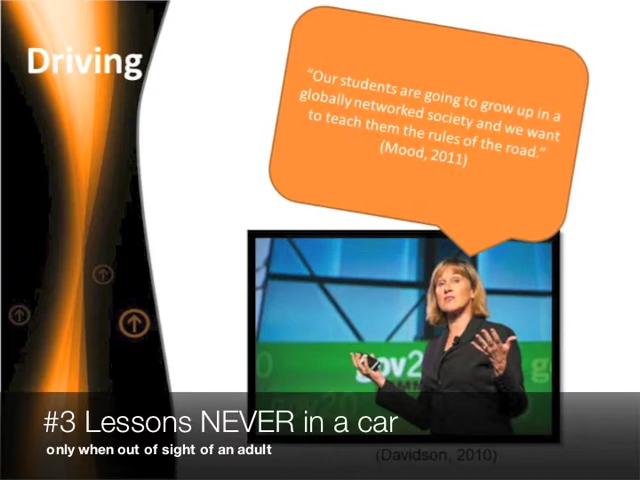 Driving
“Our students are going to grow up in a
globally networked society and we want
to teach them the rules of the road.”
(Mood, 2011)
gov2
#3 Lessons NEVER in a car
only when out of sight of an adult
(Davidson, 2010)